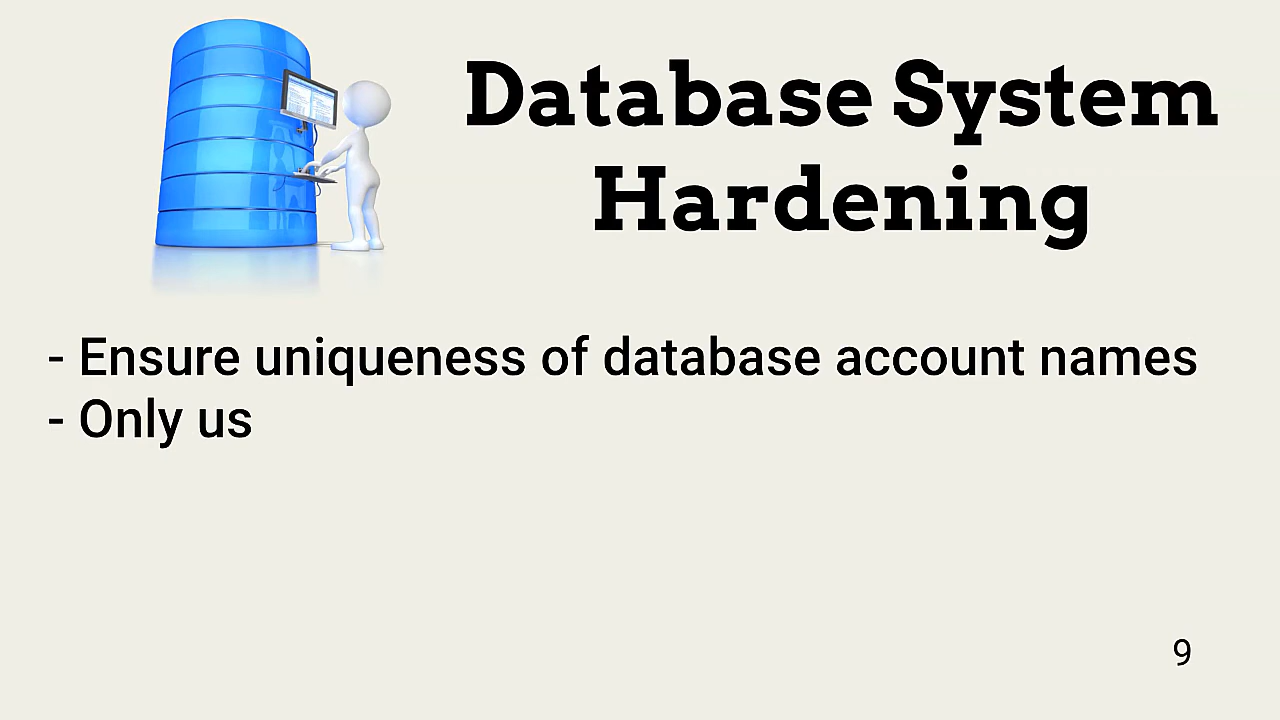 Database System
Hardening
- Ensure uniqueness of database account names
- Only us
9